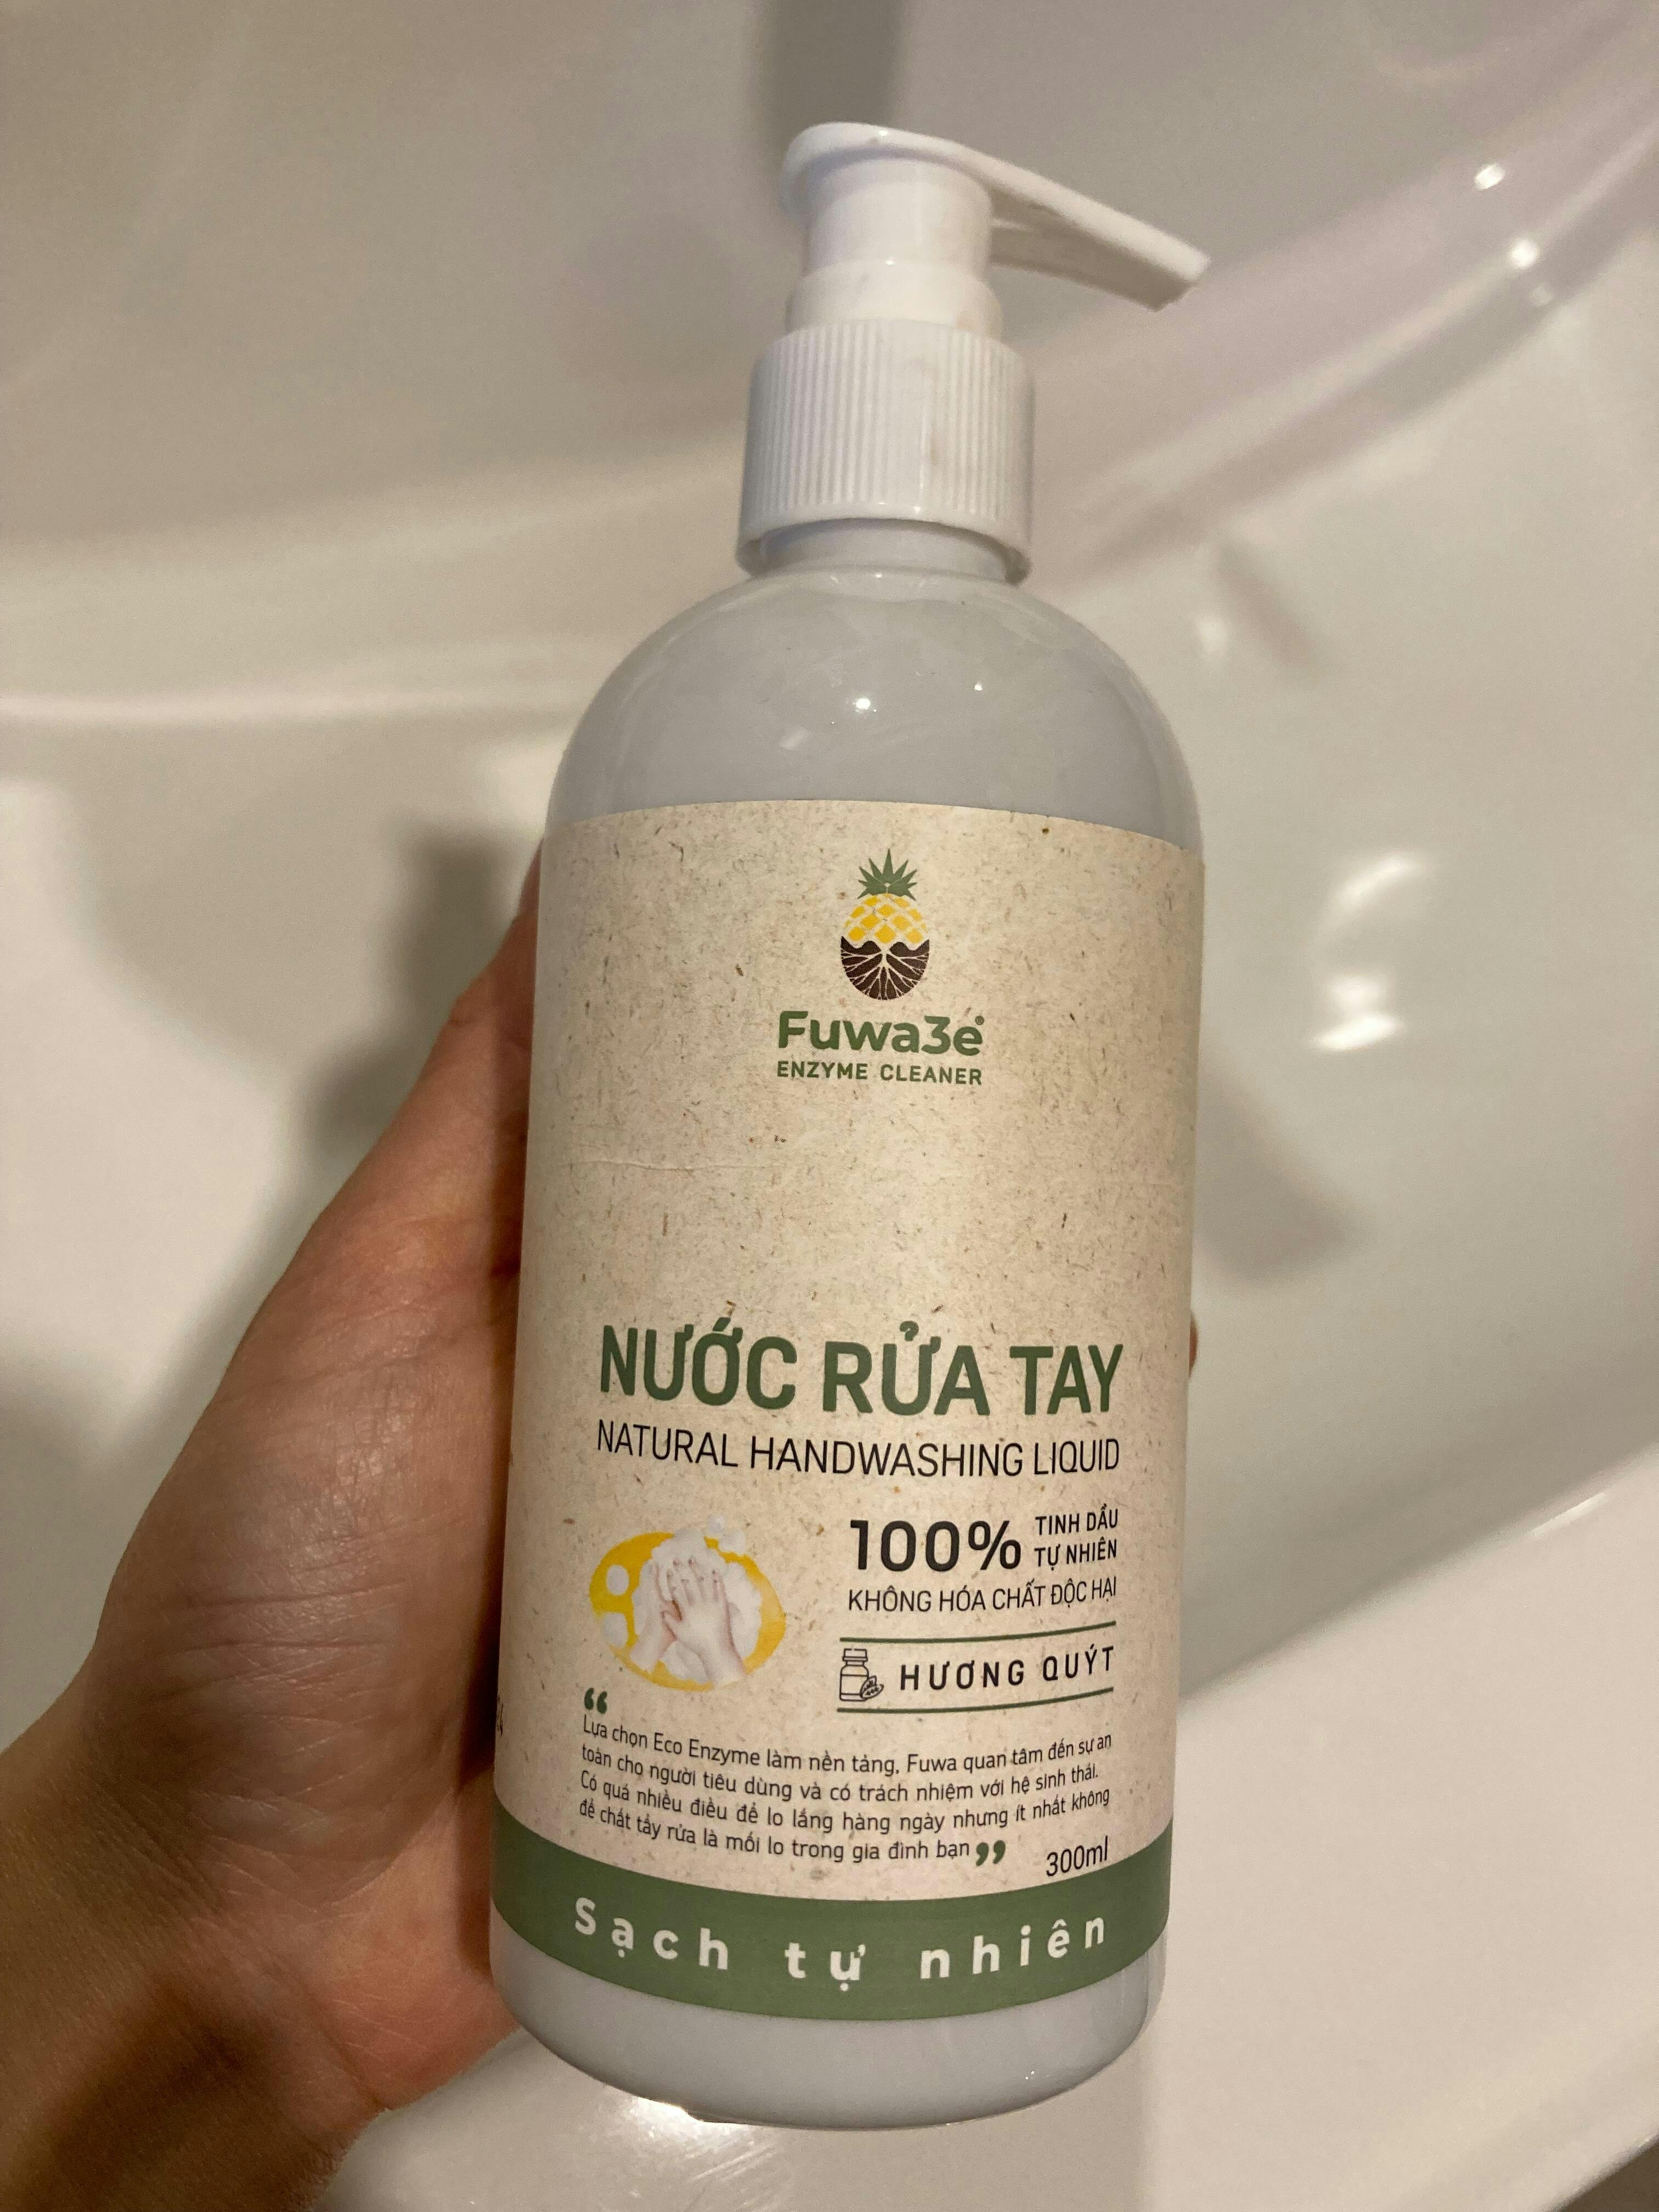 Fuwa3e®
ENZYME CLEANER
NƯỚC RỬA TAY
NATURAL HANDWASHING LIQUID
100% TINH DẦU
TỰ NHIÊN
KHÔNG HÓA CHẤT ĐỘC HẠI
HƯƠNG QUÝT
“
Lựa chọn Eco Enzyme làm nền tảng, Fuwa quan tâm đến sự an
toàn cho người tiêu dùng và có trách nhiệm với hệ sinh thái.
Có quá nhiều điều để lo lắng hàng ngày nhưng ít nhất không
để chất tẩy rửa là mối lo trong gia đình bạn ”
300ml
Sạch tự nhiên